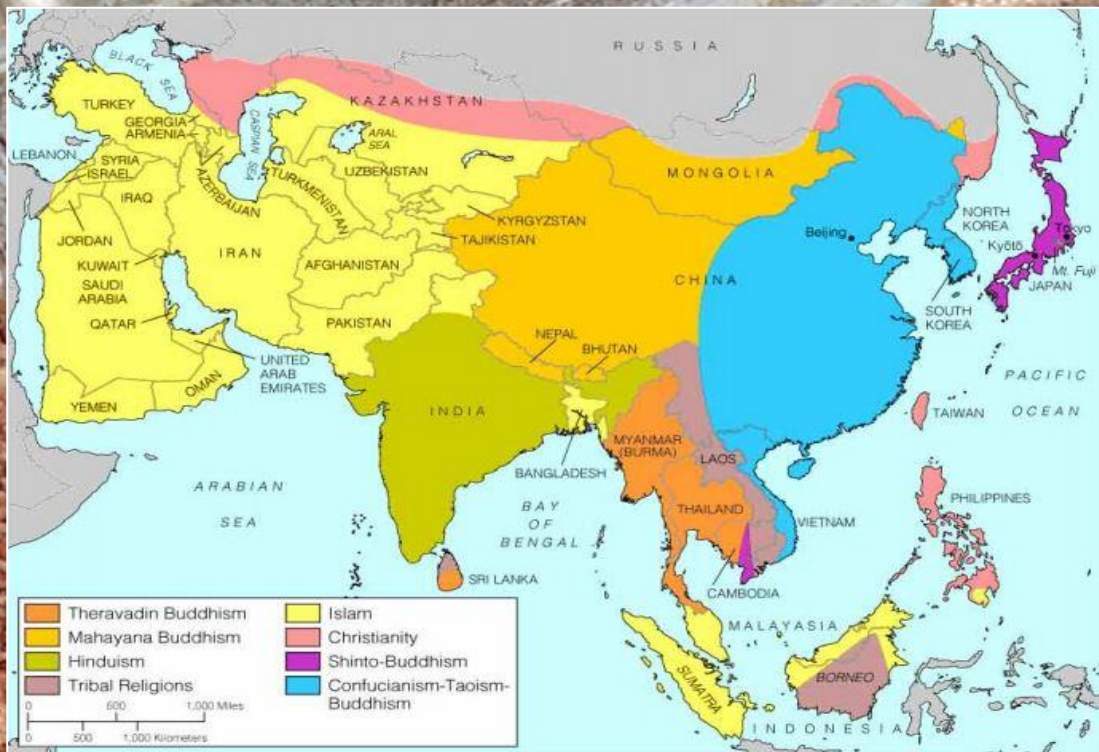 RUSSIA
BLACK SEA
KAZAKHSTAN
TURKEY
GEORGIA
ARMENIA
CASPIAN SEA
ARAL
SEA
LEBANON
SYRIA
ISRAEL
UZBEKISTAN
TURKMENISTAN
MONGOLIA
IRAQ
AZERBAIJAN
KYRGYZSTAN
NORTH
KOREA
Tokyo
Beijing
TAJIKISTAN
Kyōtō
JORDAN
IRAN
AFGHANISTAN
Mt. Fuji
JAPAN
KUWAIT
CHINA
SAUDI
ARABIA
PAKISTAN
SOUTH
KOREA
QATAR
NEPAL
BHUTAN
UNITED
ARAB
EMIRATES
OMAN
YEMEN
INDIA
PACIFIC
OCEAN
TAIWAN
MYANMAR
(BURMA)
LAOS
BANGLADESH
ARABIAN
SEA
BAY
OF
BENGAL
THAILAND
PHILIPPINES
VIETNAM
SRI LANKA
CAMBODIA
MALAYASIA
BORNEO
SUMATRA
INDONESIA
Theravadin Buddhism
Mahayana Buddhism
Hinduism
Tribal Religions
Islam
Christianity
Shinto-Buddhism
Confucianism-Taoism-
Buddhism
0 600 1,000 Miles
0 500 1,000 Kilometers